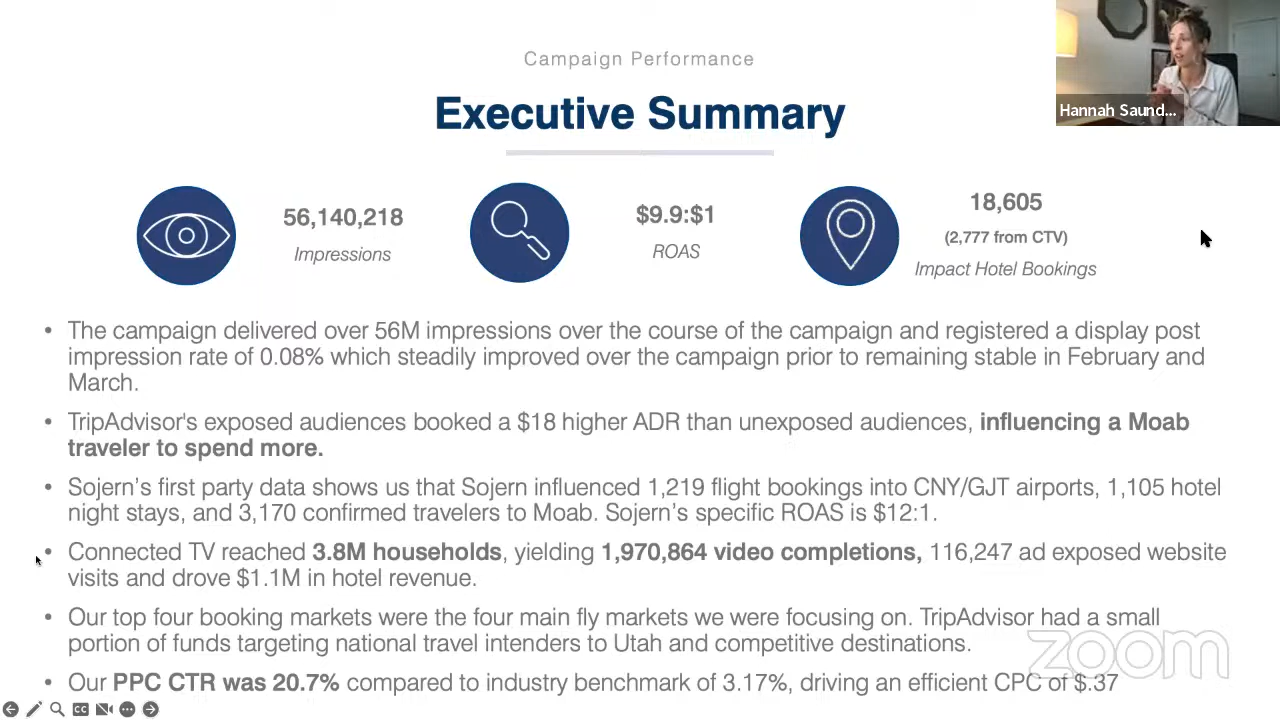 Campaign Performance
Executive Summary
Hannah Saund...
56,140,218
Impressions
$9.9:$1
ROAS
18,605
(2,777 from CTV)
Impact Hotel Bookings
• The campaign delivered over 56M impressions over the course of the campaign and registered a display post
impression rate of 0.08% which steadily improved over the campaign prior to remaining stable in February and
March.
• TripAdvisor's exposed audiences booked a $18 higher ADR than unexposed audiences, influencing a Moab
traveler to spend more.
• Sojern’s first party data shows us that Sojern influenced 1,219 flight bookings into CNY/GJT airports, 1,105 hotel
night stays, and 3,170 confirmed travelers to Moab. Sojern’s specific ROAS is $12:1.
• Connected TV reached 3.8M households, yielding 1,970,864 video completions, 116,247 ad exposed website
visits and drove $1.1M in hotel revenue.
• Our top four booking markets were the four main fly markets we were focusing on. TripAdvisor had a small
portion of funds targeting national travel intenders to Utah and competitive destinations.
• Our PPC CTR was 20.7% compared to industry benchmark of 3.17%, driving an efficient CPC of $.37
zoom
CC